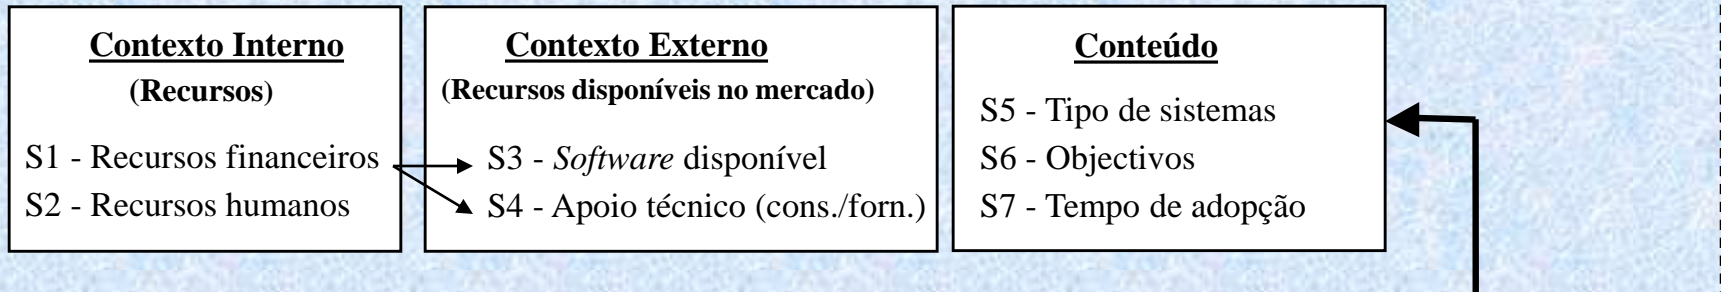 Contexto Interno
(Recursos)
S1 - Recursos financeiros
S2 - Recursos humanos
Contexto Externo
(Recursos disponíveis no mercado)
S3 - Software disponível
S4 - Apoio técnico (cons./forn.)
Conteúdo
S5 - Tipo de sistemas
S6 - Objectivos
S7 - Tempo de adopção